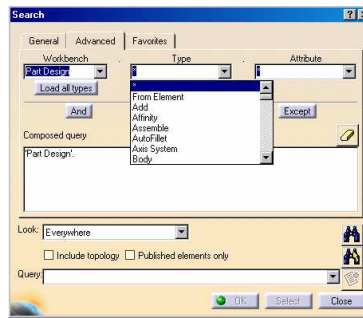 Search
General Advanced Favorites
Workbench . Type . Attribute
Part Design * *
Load all types
*
From Element
Add
Affinity
Assemble
AutoFillet
Axis System
Body
And Except
Composed query
'Part Design'.
Look: Everywhere
Include topology Published elements only
Query:
OK Select Close